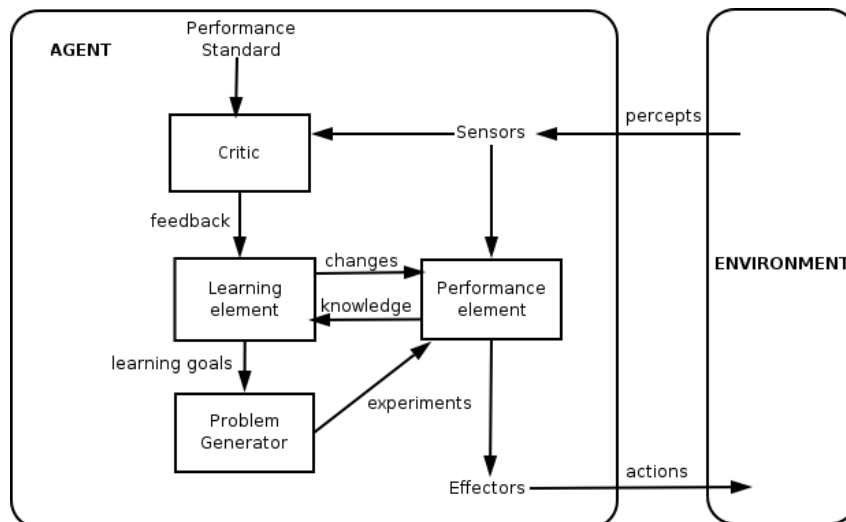 Performance
Standard
AGENT
percepts
Sensors
Critic
feedback
changes
ENVIRONMENT
Learning
element
Performance
element
knowledge
learning goals
experiments
Problem
Generator
actions
Effectors